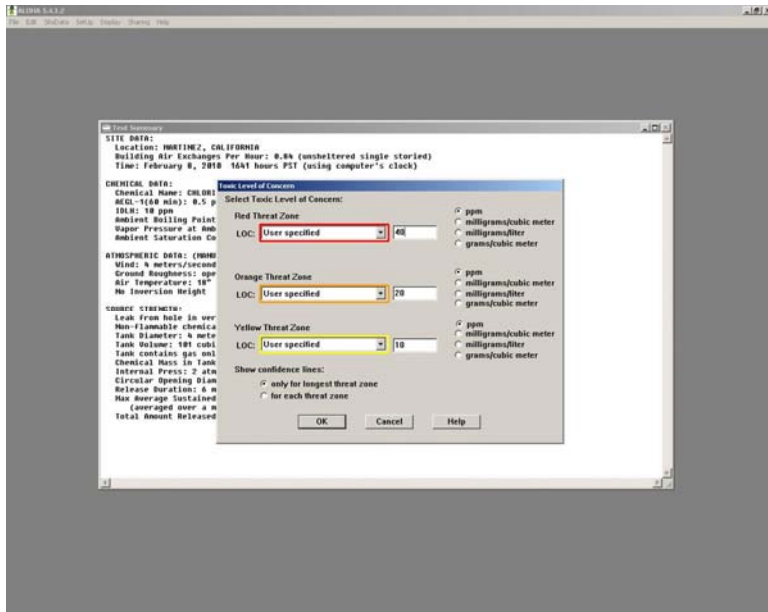 ALOHA 5.4.1.2
File Edit SiteData SetUp Display Sharing Help
Text Summary
SITE DATA:
Location: MARTINEZ, CALIFORNIA
Building Air Exchanges Per Hour: 0.84 (unsheltered single storied)
Time: February 8, 2010 1641 hours PST (using computer's clock)
CHEMICAL DATA:
Chemical Name: CHLORI
AEGL-1(60 min): 0.5 p
IDLH: 10 ppm
Ambient Boiling Point
Vapor Pressure at Amb
Ambient Saturation Co
ATMOSPHERIC DATA: (MANU
Wind: 4 meters/second
Ground Roughness: ope
Air Temperature: 18°
No Inversion Height
SOURCE STRENGTH:
Leak from hole in ver
Non-flammable chemica
Tank Diameter: 4 mete
Tank Volume: 101 cubi
Tank contains gas onl
Chemical Mass in Tank
Internal Press: 2 atm
Circular Opening Diam
Release Duration: 6 m
Max Average Sustained
(averaged over a m
Total Amount Released
Toxic Level of Concern
Select Toxic Level of Concern:
Red Threat Zone
LOC: User specified 40
ppm
milligrams/cubic meter
milligrams/liter
grams/cubic meter
Orange Threat Zone
LOC: User specified 20
ppm
milligrams/cubic meter
milligrams/liter
grams/cubic meter
Yellow Threat Zone
LOC: User specified 10
ppm
milligrams/cubic meter
milligrams/liter
grams/cubic meter
Show confidence lines:
only for longest threat zone
for each threat zone
OK Cancel Help